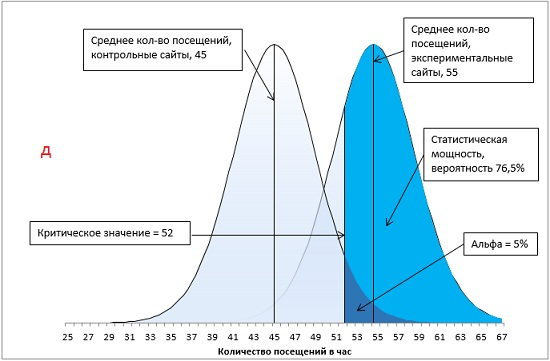 Среднее кол-во посещений,
контрольные сайты, 45
Среднее кол-во
посещений,
экспериментальные
сайты, 55
Д
Статистическая
мощность,
вероятность 76,5%
Критическое значение = 52
Альфа = 5%
25 27 29 31 33 35 37 39 41 43 45 47 49 51 53 55 57 59 61 63 65 67
Количество посещений в час